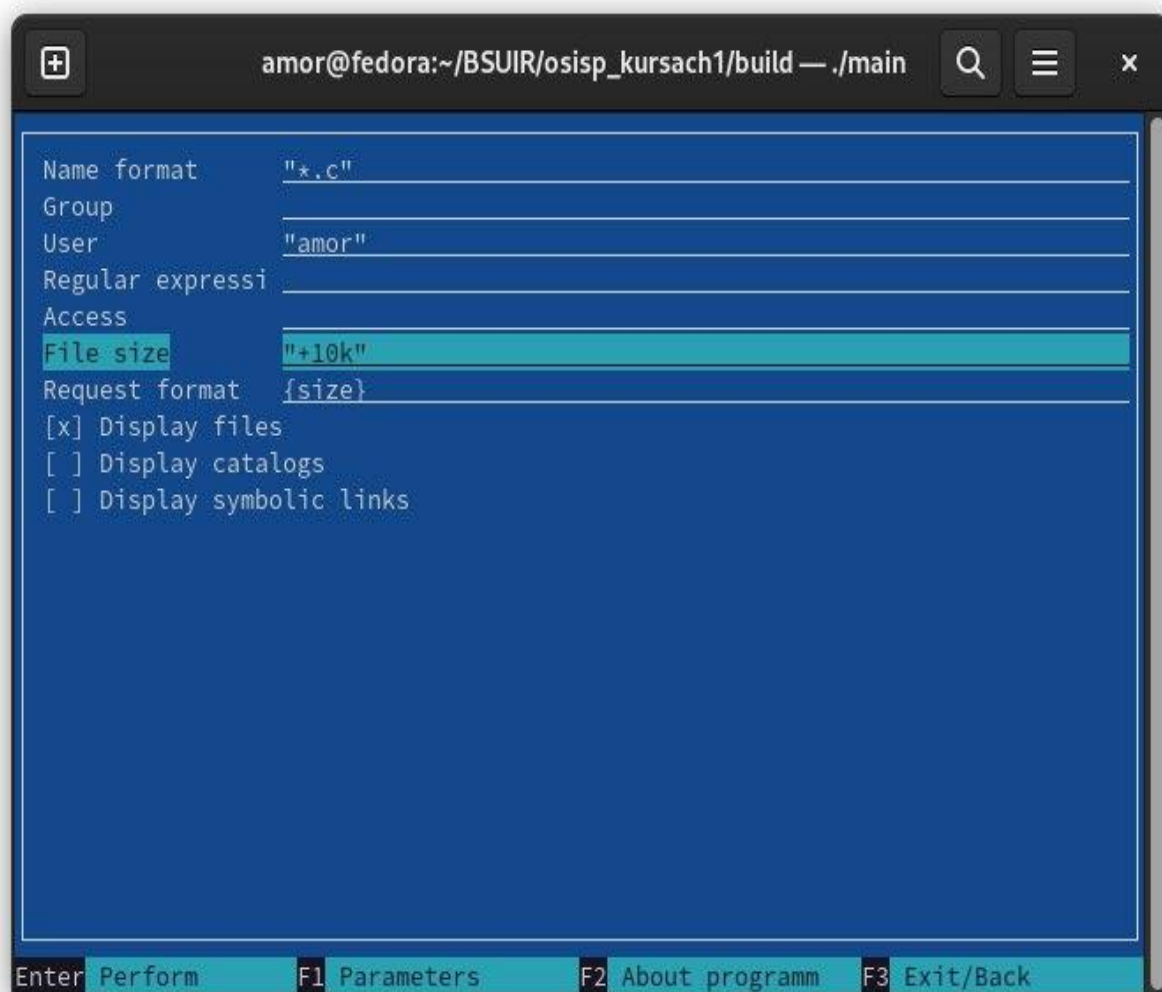 amor@fedora:~/BSUIR/osisp_kursach1/build — ./main
Name format "*.c"
Group
User "amor"
Regular expressi
Access
File size "+10k"
Request format {size}
[x] Display files
[ ] Display catalogs
[ ] Display symbolic links
Enter Perform F1 Parameters F2 About programm F3 Exit/Back